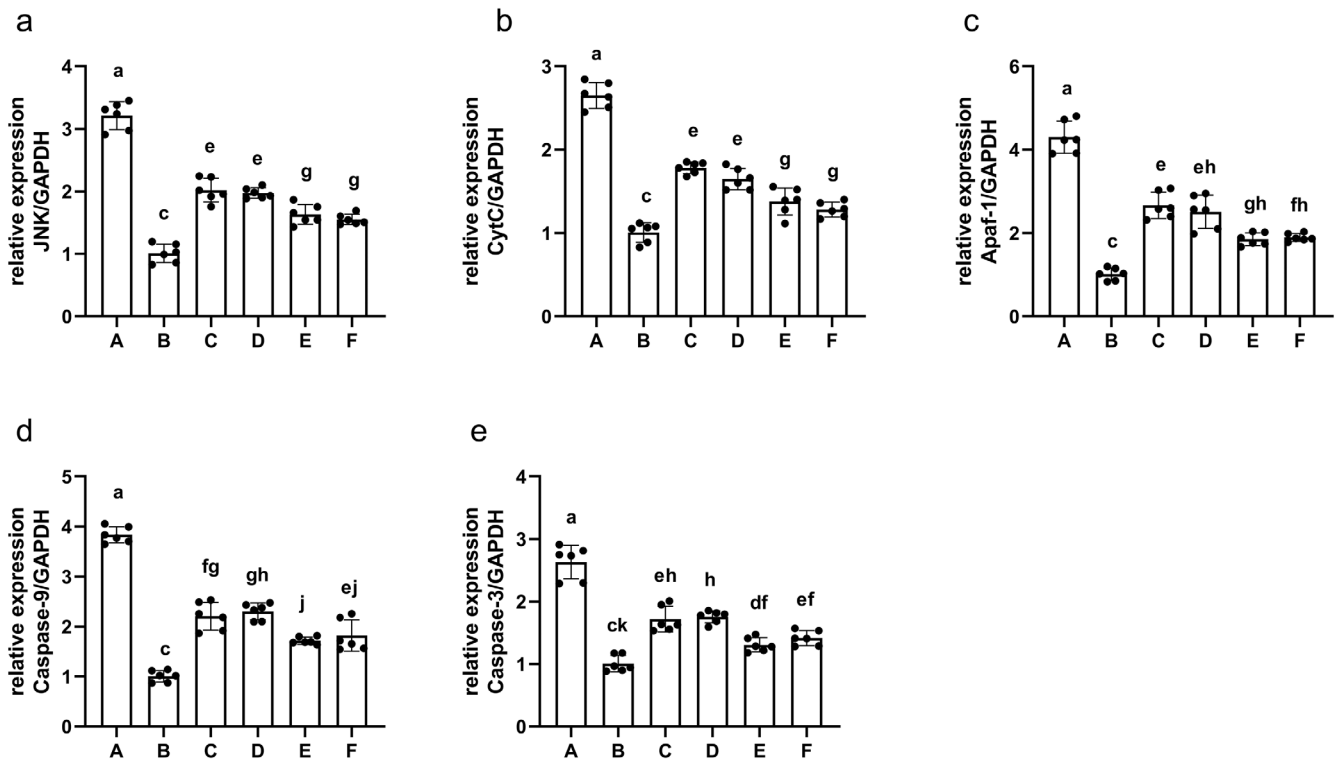 a
relative expression
JNK/GAPDH
4
3
2
1
0
a
c
e
e
g
g
A B C D E F
b
relative expression
CytC/GAPDH
3
2
1
0
a
c
e
e
g
g
A B C D E F
c
relative expression
Apaf-1/GAPDH
6
4
2
0
a
c
e
eh
gh
fh
A B C D E F
d
relative expression
Caspase-9/GAPDH
5
4
3
2
1
0
a
c
fg
gh
j
ej
A B C D E F
e
relative expression
Caspase-3/GAPDH
4
3
2
1
0
a
ck
eh
h
df
ef
A B C D E F